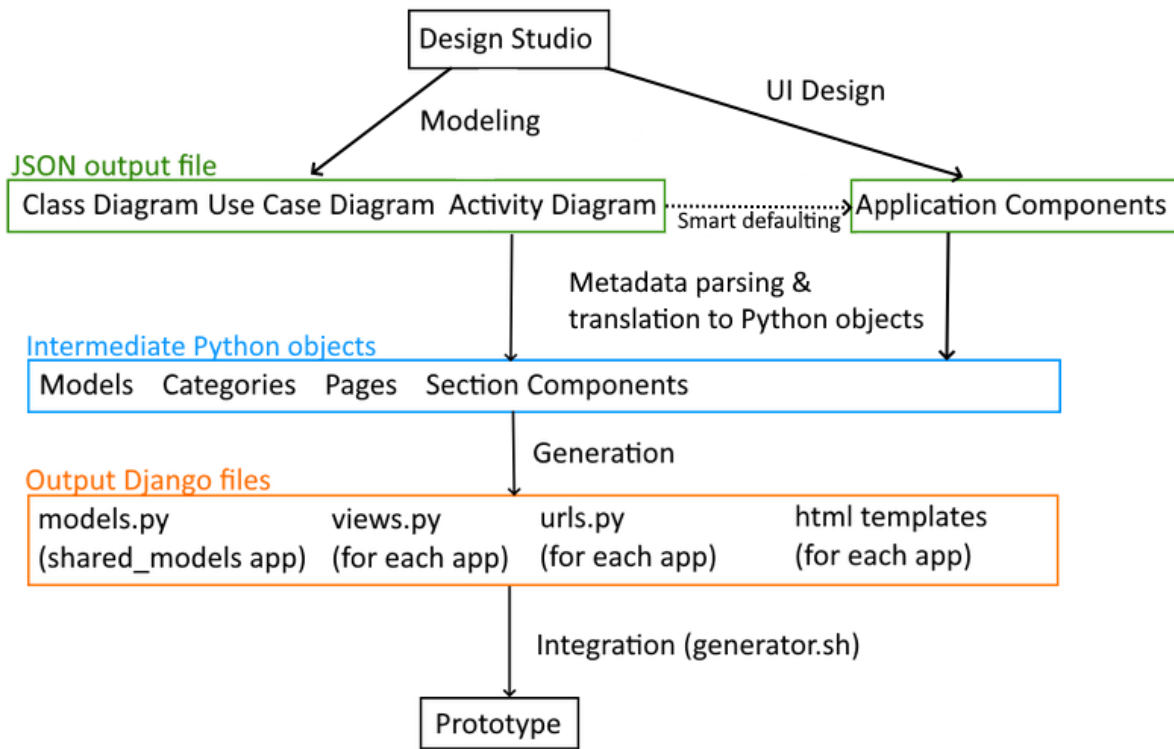 Design Studio
Modeling
UI Design
JSON output file
Class Diagram Use Case Diagram Activity Diagram
Smart defaulting
Application Components
Metadata parsing &
translation to Python objects
Intermediate Python objects
Models Categories Pages Section Components
Generation
Output Django files
models.py views.py urls.py html templates
(shared_models app) (for each app) (for each app) (for each app)
Integration (generator.sh)
Prototype